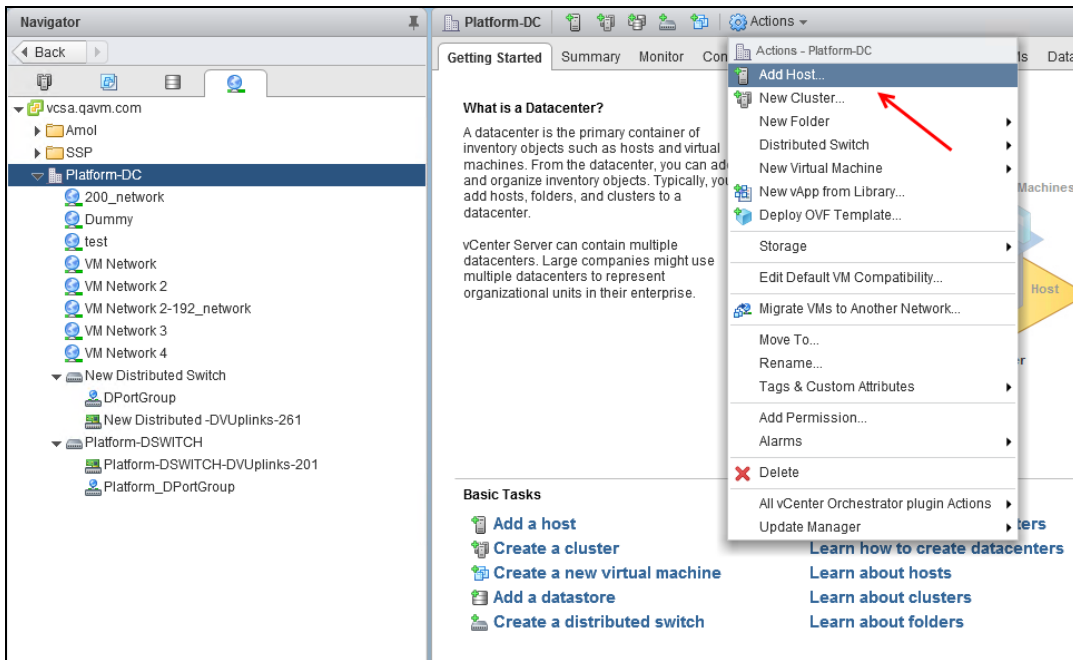 Navigator
Back
vcsa.qavm.com
Amol
SSP
Platform-DC
200_network
Dummy
test
VM Network
VM Network 2
VM Network 2-192_network
VM Network 3
VM Network 4
New Distributed Switch
DPortGroup
New Distributed -DVUplinks-261
Platform-DSWITCH
Platform-DSWITCH-DVUplinks-201
Platform_DPortGroup
Platform-DC Actions
Getting Started Summary Monitor Con
What is a Datacenter?
A datacenter is the primary container of
inventory objects such as hosts and virtual
machines. From the datacenter, you can ad
and organize inventory objects. Typically, you
add hosts, folders, and clusters to a
datacenter.
vCenter Server can contain multiple
datacenters. Large companies might use
multiple datacenters to represent
organizational units in their enterprise.
Basic Tasks
Add a host
Create a cluster
Create a new virtual machine
Add a datastore
Create a distributed switch
Actions - Platform-DC
Add Host...
New Cluster...
New Folder
Distributed Switch
New Virtual Machine
New vApp from Library...
Deploy OVF Template...
Storage
Edit Default VM Compatibility...
Migrate VMs to Another Network...
Move To...
Rename...
Tags & Custom Attributes
Add Permission...
Alarms
Delete
All vCenter Orchestrator plugin Actions
Update Manager
Data
Machines
Host
ters
Learn how to create datacenters
Learn about hosts
Learn about clusters
Learn about folders